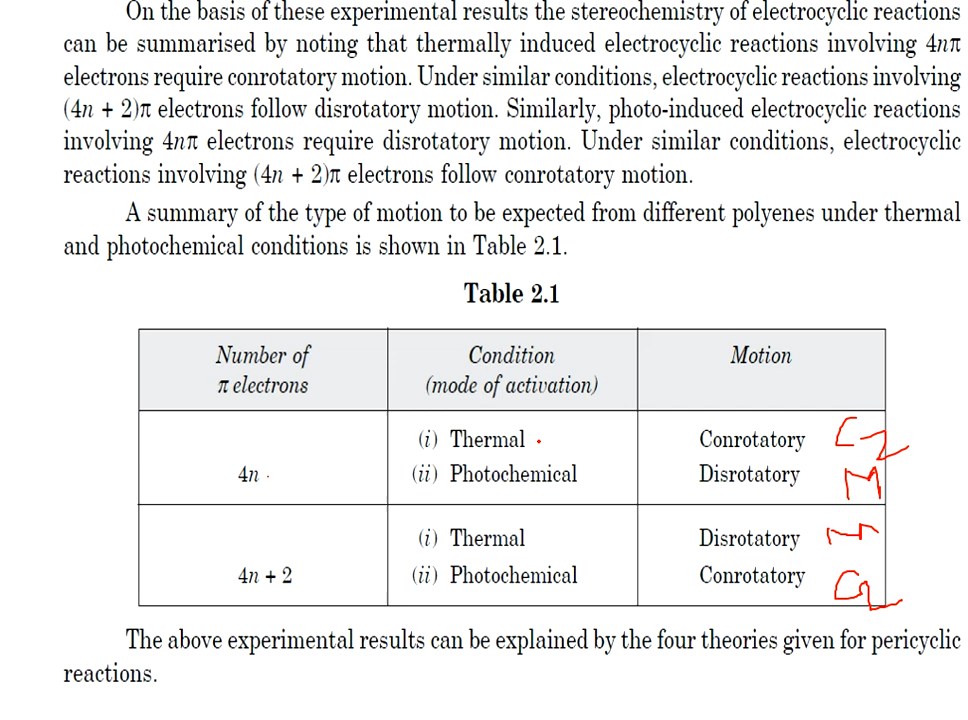 On the basis of these experimental results the stereochemistry of electrocyclic reactions
can be summarised by noting that thermally induced electrocyclic reactions involving 4nπ
electrons require conrotatory motion. Under similar conditions, electrocyclic reactions involving
(4n + 2)π electrons follow disrotatory motion. Similarly, photo-induced electrocyclic reactions
involving 4nπ electrons require disrotatory motion. Under similar conditions, electrocyclic
reactions involving (4n + 2)π electrons follow conrotatory motion.
A summary of the type of motion to be expected from different polyenes under thermal
and photochemical conditions is shown in Table 2.1.
Table 2.1
Number of π electrons Condition (mode of activation) Motion
4n
(i) Thermal Conrotatory C2
(ii) Photochemical Disrotatory M
4n + 2
(i) Thermal Disrotatory M
(ii) Photochemical Conrotatory C2
The above experimental results can be explained by the four theories given for pericyclic
reactions.